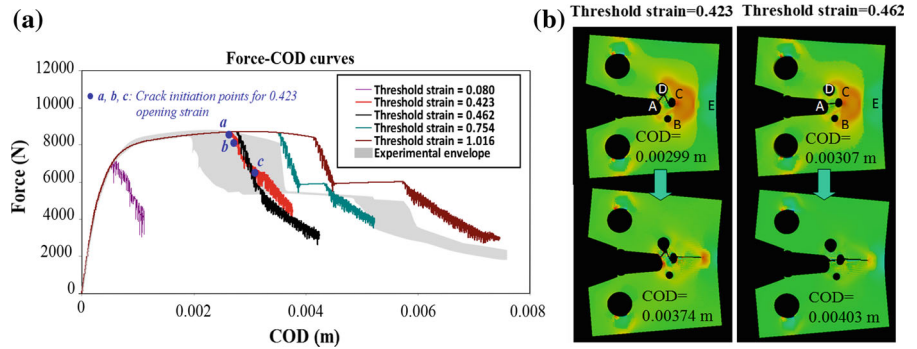 (a)
Force-COD curves
12000
10000
8000
6000
4000
2000
0
Force (N)
a, b, c: Crack initiation points for 0.423
opening strain
a
b
c
Threshold strain = 0.080
Threshold strain = 0.423
Threshold strain = 0.462
Threshold strain = 0.754
Threshold strain = 1.016
Experimental envelope
0
0.002
0.004
0.006
0.008
COD (m)
(b)
Threshold strain=0.423
Threshold strain=0.462
D
A
C
B
E
COD=
0.00299 m
D
A
C
B
E
COD=
0.00307 m
COD=
0.00374 m
COD=
0.00403 m